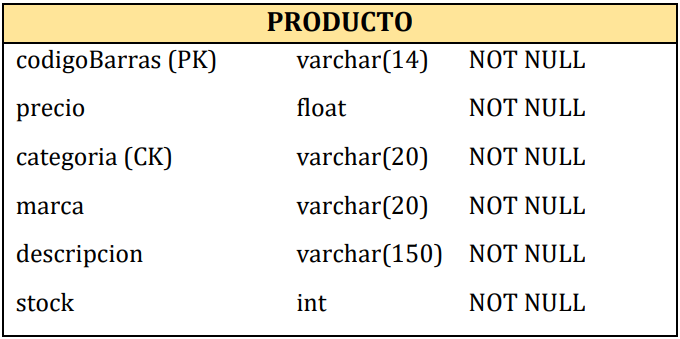 PRODUCTO
codigoBarras (PK) varchar(14) NOT NULL
precio float NOT NULL
categoria (CK) varchar(20) NOT NULL
marca varchar(20) NOT NULL
descripcion varchar(150) NOT NULL
stock int NOT NULL